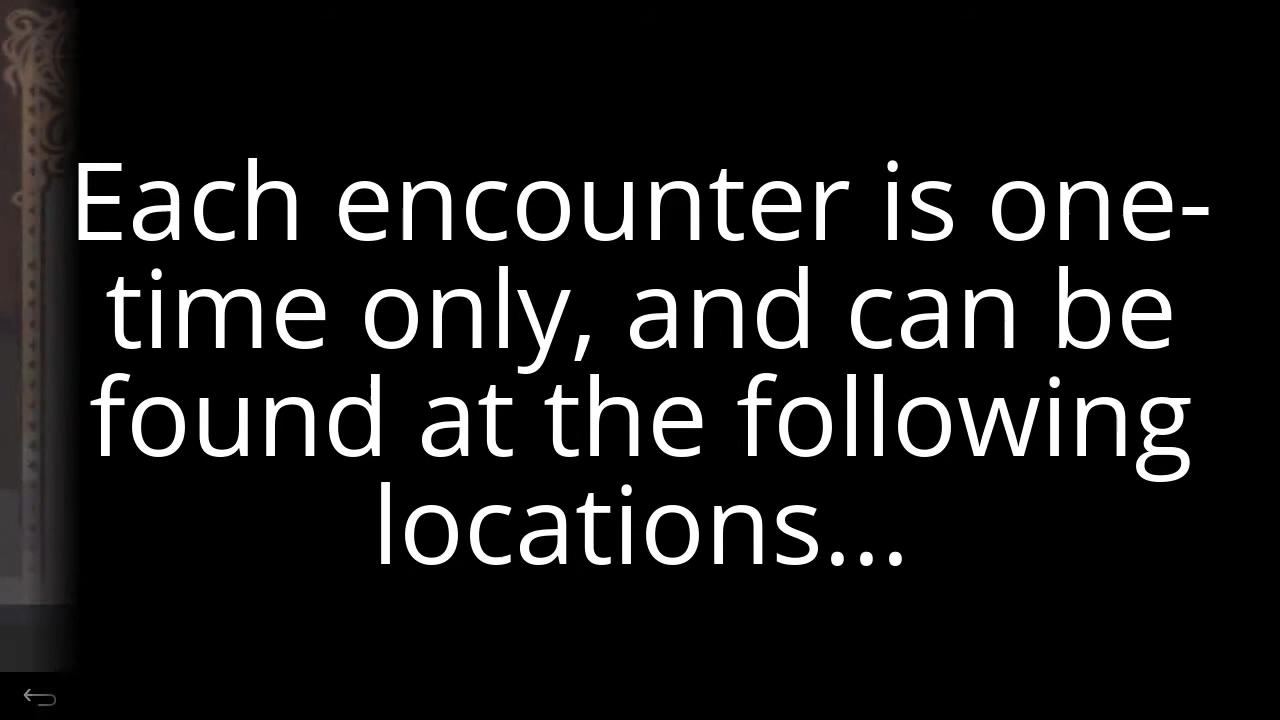 Each encounter is one-
time only, and can be
found at the following
locations...